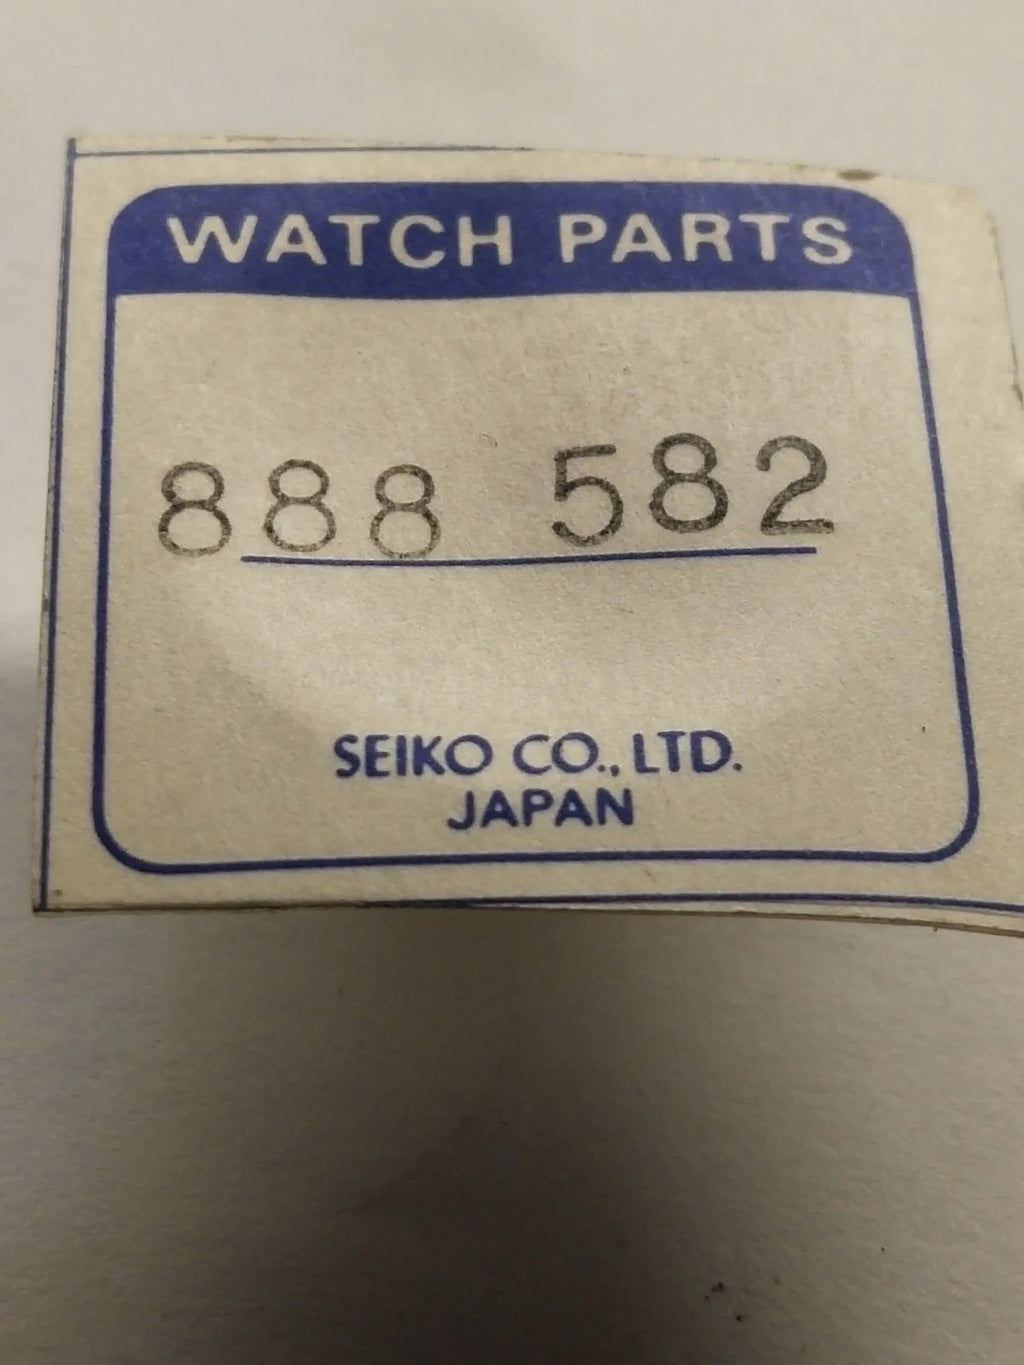 WATCH PARTS
888 582
SEIKO CO., LTD.
JAPAN